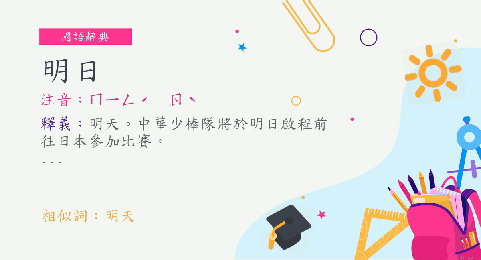 國語辭典
明日
注音：ㄇㄧㄥˊ ㄖˋ
釋義：明天。中華少棒隊將於明日啟程前
往日本參加比賽。
...
相似詞：明天